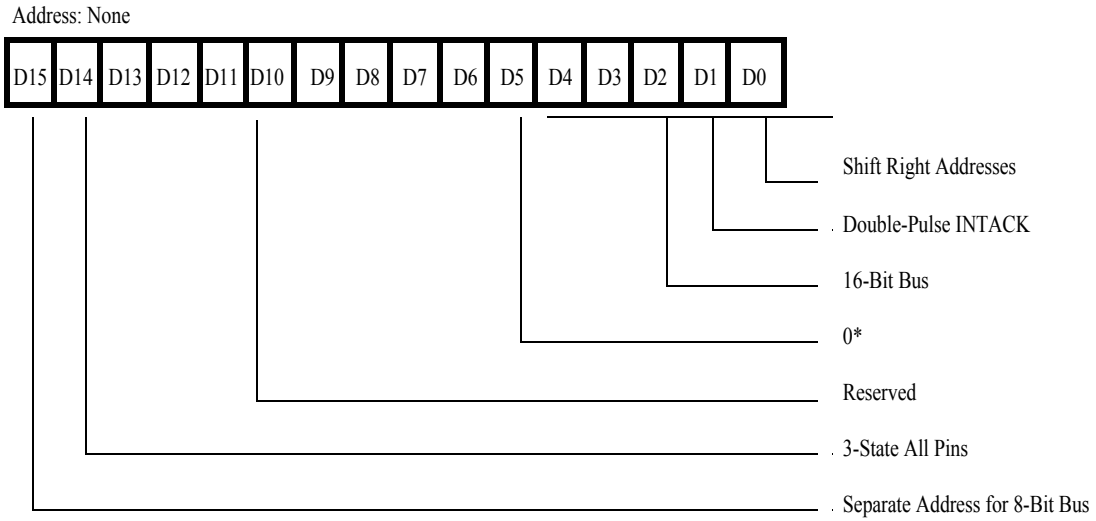 Address: None
D15 D14 D13 D12 D11 D10 D9 D8 D7 D6 D5 D4 D3 D2 D1 D0
Shift Right Addresses
Double-Pulse INTACK
16-Bit Bus
0*
Reserved
3-State All Pins
Separate Address for 8-Bit Bus